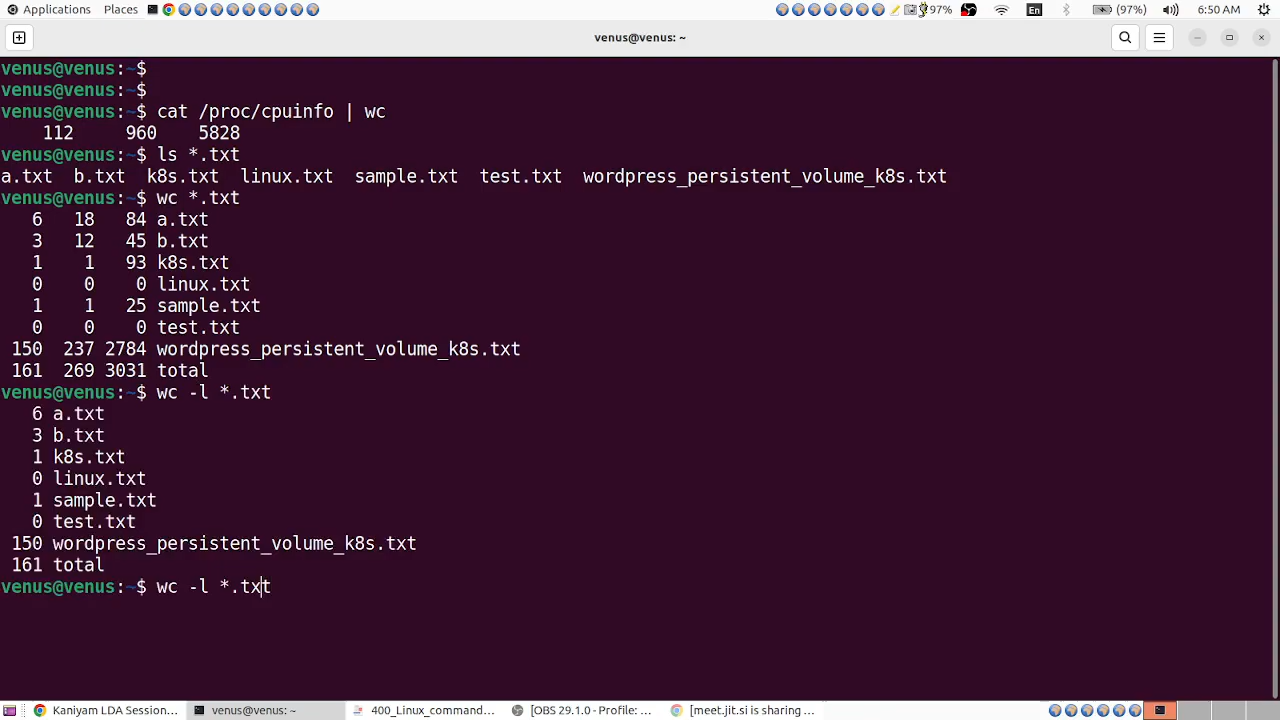 Applications Places 97% En (97%) 6:50 AM
venus@venus: ~
venus@venus:~$
venus@venus:~$
venus@venus:~$ cat /proc/cpuinfo | wc
112 960 5828
venus@venus:~$ ls *.txt
a.txt b.txt k8s.txt linux.txt sample.txt test.txt wordpress_persistent_volume_k8s.txt
venus@venus:~$ wc *.txt
6 18 84 a.txt
3 12 45 b.txt
1 1 93 k8s.txt
0 0 0 linux.txt
1 1 25 sample.txt
0 0 0 test.txt
150 237 2784 wordpress_persistent_volume_k8s.txt
161 269 3031 total
venus@venus:~$ wc -l *.txt
6 a.txt
3 b.txt
1 k8s.txt
0 linux.txt
1 sample.txt
0 test.txt
150 wordpress_persistent_volume_k8s.txt
161 total
venus@venus:~$ wc -l *.txt
Kaniyam LDA Session... venus@venus: ~ 400_Linux_command... [OBS 29.1.0 - Profile: ... [meet.jit.si is sharing ...